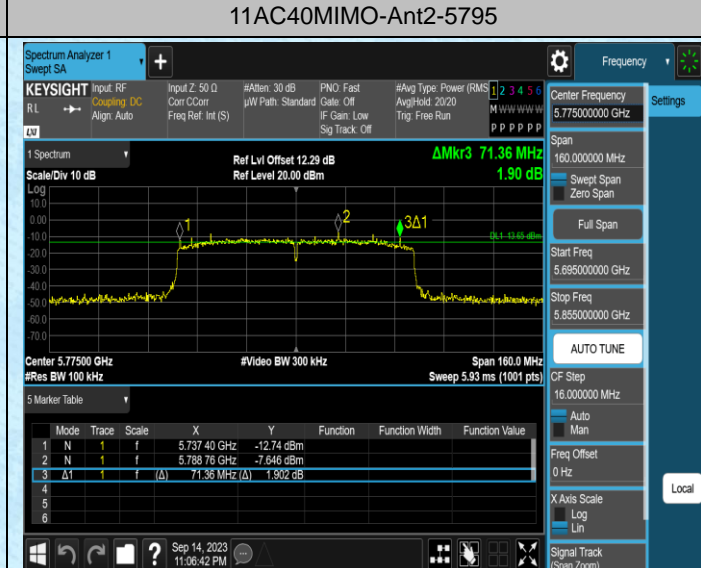 11AC40MIMO-Ant2-5795
Spectrum Analyzer 1
Swept SA
+
Frequency
KEYSIGHT
RL
LXI
Input: RF
Coupling: DC
Align: Auto
Input Z: 50 Ω
Corr CCorr
Freq Ref: Int (S)
#Atten: 30 dB
µW Path: Standard
PNO: Fast
Gate: Off
IF Gain: Low
Sig Track: Off
#Avg Type: Power (RMS
Avg|Hold: 20/20
Trig: Free Run
1 2 3 4 5 6
M W W W W W
P P P P P P
Center Frequency
5.775000000 GHz
Settings
1 Spectrum
Scale/Div 10 dB
Ref Lvl Offset 12.29 dB
Ref Level 20.00 dBm
ΔMkr3 71.36 MHz
1.90 dB
Span
160.000000 MHz
Swept Span
Zero Span
Full Span
Start Freq
5.695000000 GHz
Stop Freq
5.855000000 GHz
AUTO TUNE
CF Step
16.000000 MHz
Auto
Man
Freq Offset
0 Hz
X Axis Scale
Log
Lin
Signal Track
(Span Zoom)
Local
Log
10.0
0.00
-10.0
-20.0
-30.0
-40.0
-50.0
-60.0
-70.0
1
2
3Δ1
DL1 -13.65 dBm
Center 5.77500 GHz
#Video BW 300 kHz
Span 160.0 MHz
#Res BW 100 kHz
Sweep 5.93 ms (1001 pts)
5 Marker Table
Mode Trace Scale X Y Function Function Width Function Value
1 N 1 f 5.737 40 GHz -12.74 dBm
2 N 1 f 5.788 76 GHz -7.646 dBm
3 Δ1 1 f (Δ) 71.36 MHz (Δ) 1.902 dB
4
5
6
?
Sep 14, 2023
11:06:42 PM